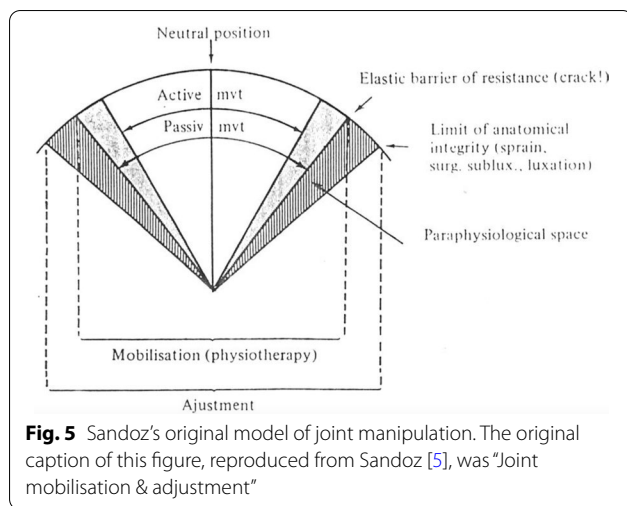 Neutral position
Elastic barrier of resistance (crack!)
Active mvt
Limit of anatomical
integrity (sprain,
surg. sublux., luxation)
Passiv mvt
Paraphysiological space
Mobilisation (physiotherapy)
Ajustment
Fig. 5 Sandoz's original model of joint manipulation. The original
caption of this figure, reproduced from Sandoz [5], was “Joint
mobilisation & adjustment”